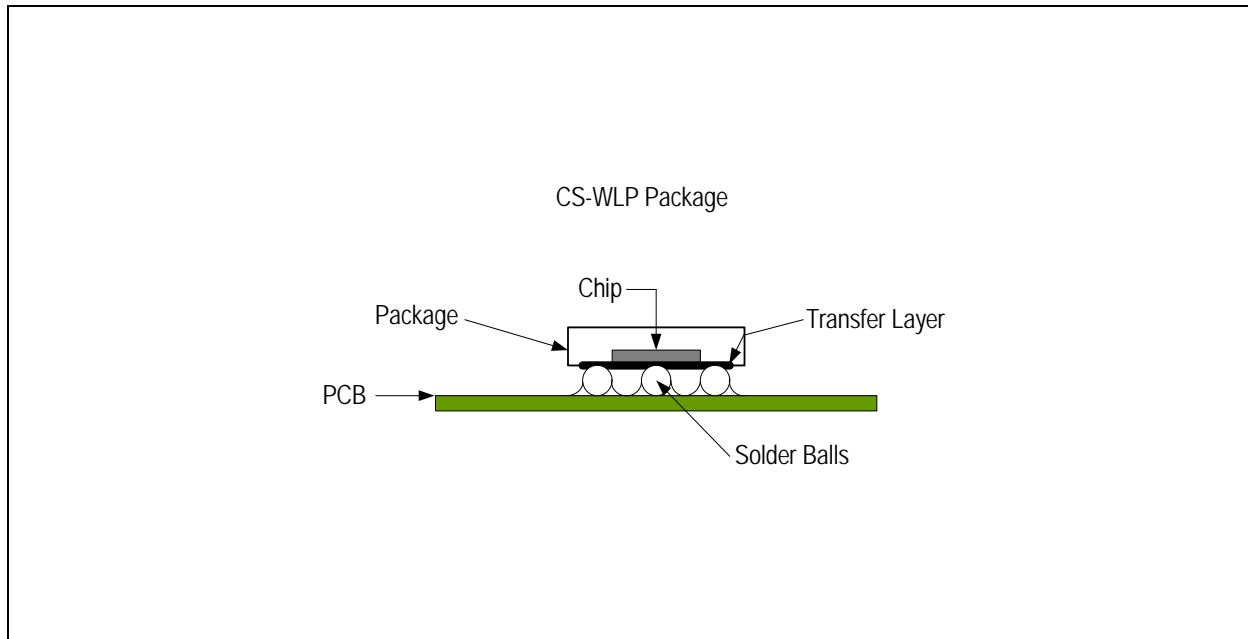 CS-WLP Package
Chip
Package
Transfer Layer
PCB
Solder Balls